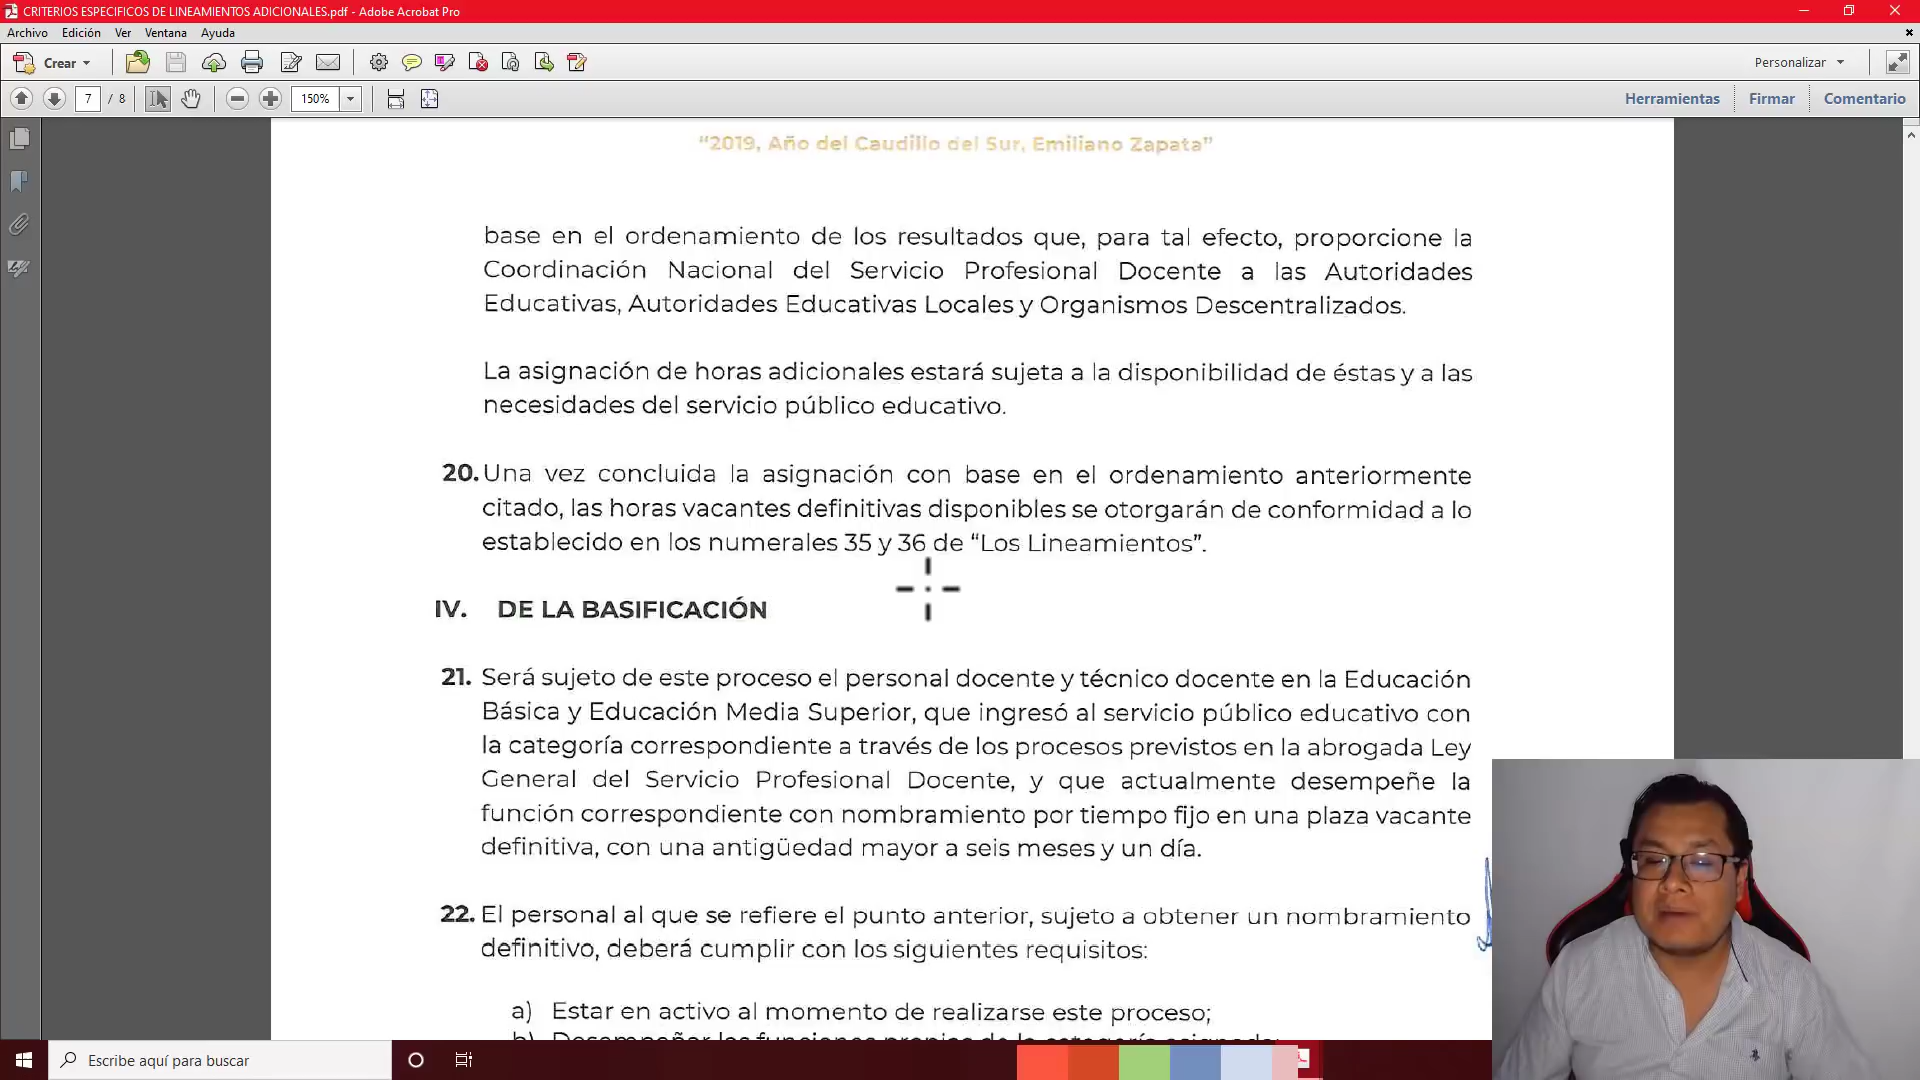 CRITERIOS ESPECIFICOS DE LINEAMIENTOS ADICIONALES.pdf - Adobe Acrobat Pro
Archivo Edición Ver Ventana Ayuda
Crear Personalizar
7 / 8 150% Herramientas Firmar Comentario
“2019, Año del Caudillo del Sur, Emiliano Zapata”
base en el ordenamiento de los resultados que, para tal efecto, proporcione la
Coordinación Nacional del Servicio Profesional Docente a las Autoridades
Educativas, Autoridades Educativas Locales y Organismos Descentralizados.
La asignación de horas adicionales estará sujeta a la disponibilidad de éstas y a las
necesidades del servicio público educativo.
20. Una vez concluida la asignación con base en el ordenamiento anteriormente
citado, las horas vacantes definitivas disponibles se otorgarán de conformidad a lo
establecido en los numerales 35 y 36 de “Los Lineamientos”.
IV. DE LA BASIFICACIÓN
21. Será sujeto de este proceso el personal docente y técnico docente en la Educación
Básica y Educación Media Superior, que ingresó al servicio público educativo con
la categoría correspondiente a través de los procesos previstos en la abrogada Ley
General del Servicio Profesional Docente, y que actualmente desempeñe la
función correspondiente con nombramiento por tiempo fijo en una plaza vacante
definitiva, con una antigüedad mayor a seis meses y un día.
22. El personal al que se refiere el punto anterior, sujeto a obtener un nombramiento
definitivo, deberá cumplir con los siguientes requisitos:
a) Estar en activo al momento de realizarse este proceso;
b) Desempeñar las funciones propias de la categoría asignada;
Escribe aquí para buscar